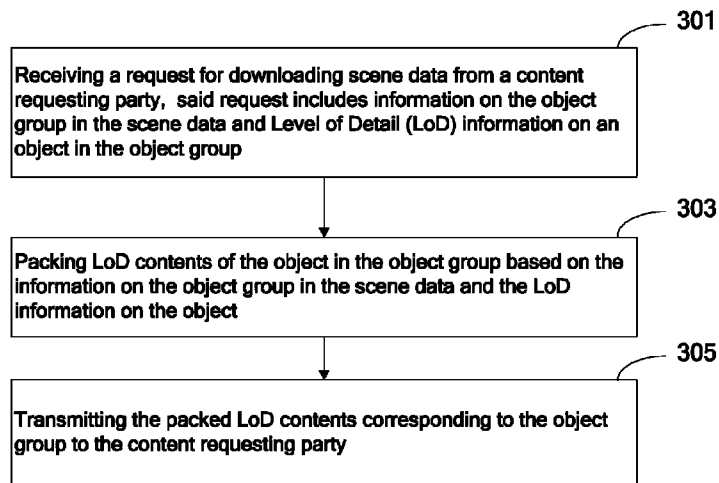 301
Receiving a request for downloading scene data from a content
requesting party, said request includes information on the object
group in the scene data and Level of Detail (LoD) information on an
object in the object group
303
Packing LoD contents of the object in the object group based on the
information on the object group in the scene data and the LoD
information on the object
305
Transmitting the packed LoD contents corresponding to the object
group to the content requesting party